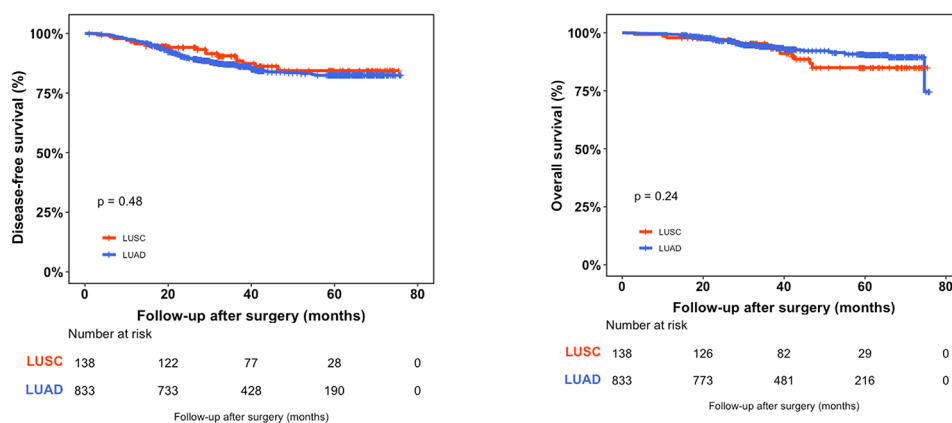 100%
75%
50%
25%
0%
Disease-free survival (%)
p = 0.48
LUSC
LUAD
0 20 40 60 80
Follow-up after surgery (months)
Number at risk
LUSC 138 122 77 28 0
LUAD 833 733 428 190 0
Follow-up after surgery (months)
100%
75%
50%
25%
0%
Overall survival (%)
p = 0.24
LUSC
LUAD
0 20 40 60 80
Follow-up after surgery (months)
Number at risk
LUSC 138 126 82 29 0
LUAD 833 773 481 216 0
Follow-up after surgery (months)